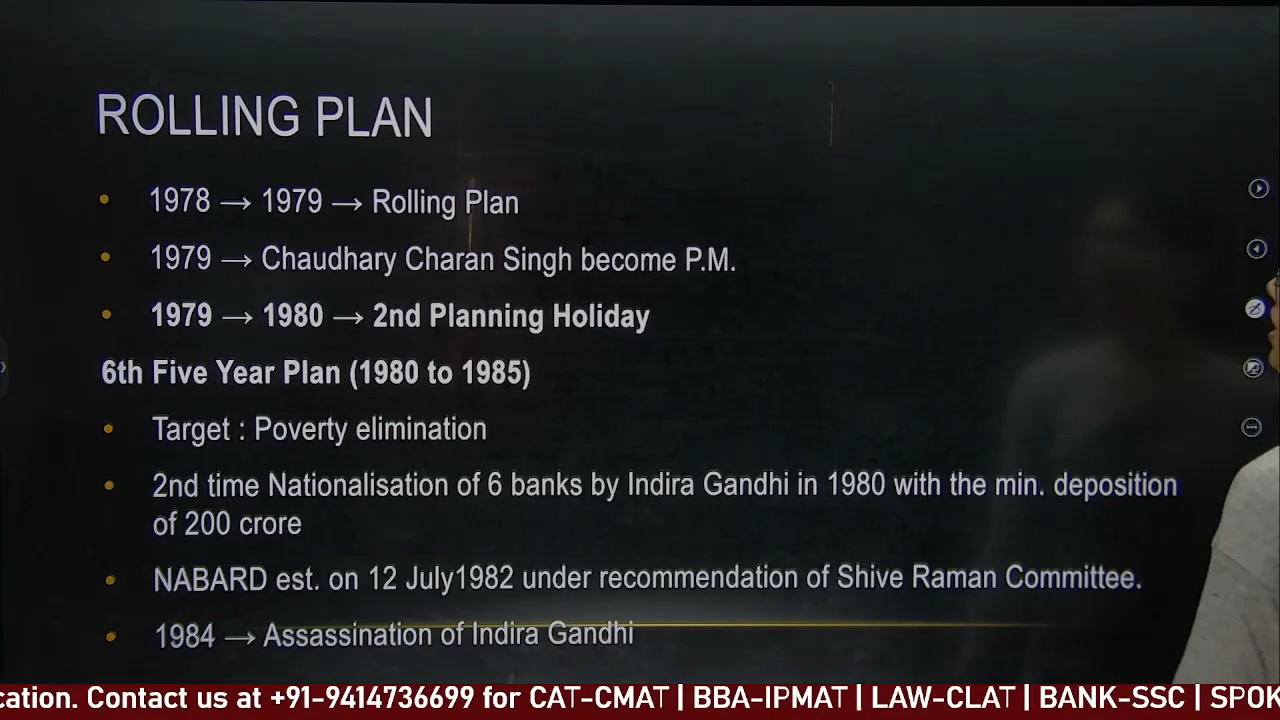 ROLLING PLAN
• 1978 → 1979 → Rolling Plan
• 1979 → Chaudhary Charan Singh become P.M.
• 1979 → 1980 → 2nd Planning Holiday
6th Five Year Plan (1980 to 1985)
• Target : Poverty elimination
• 2nd time Nationalisation of 6 banks by Indira Gandhi in 1980 with the min. deposition
of 200 crore
• NABARD est. on 12 July1982 under recommendation of Shive Raman Committee.
• 1984 → Assassination of Indira Gandhi
cation. Contact us at +91-9414736699 for CAT-CMAT | BBA-IPMAT | LAW-CLAT | BANK-SSC | SPOK